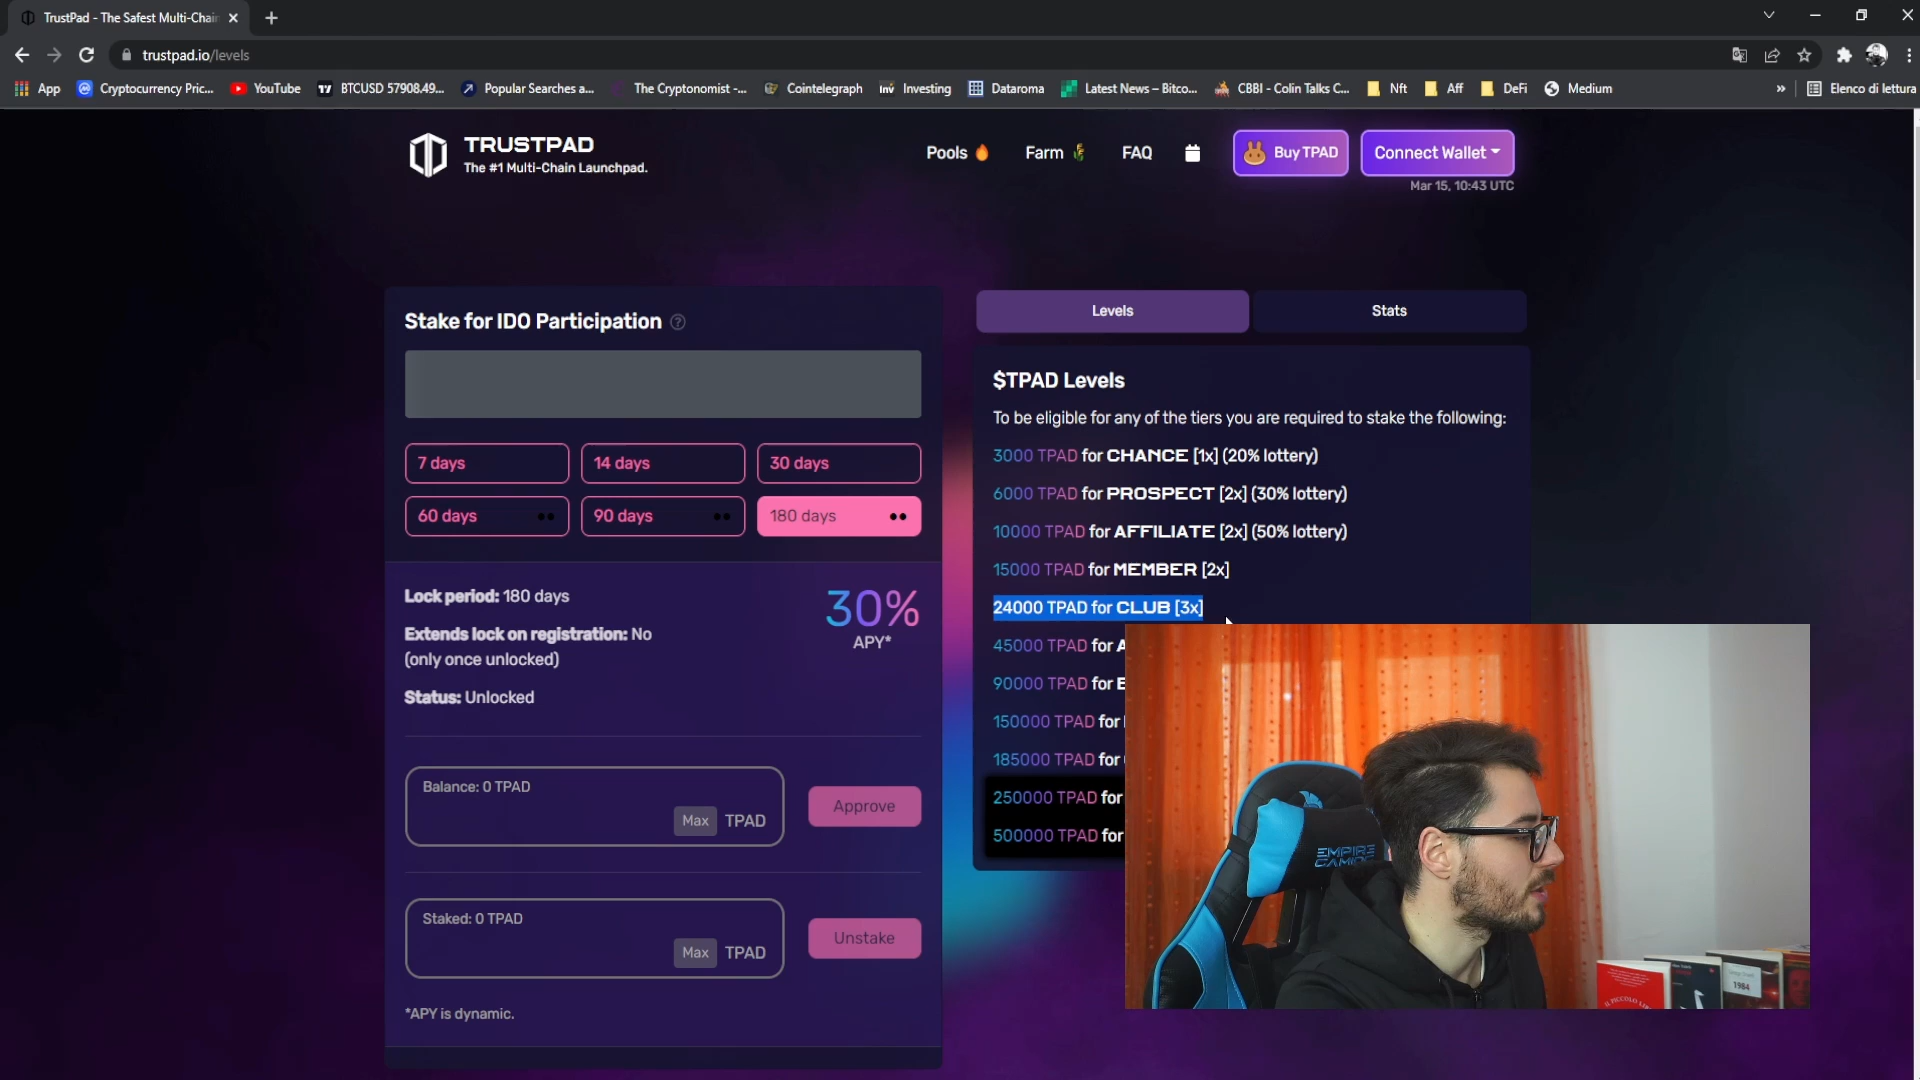 TrustPad - The Safest Multi-Chain
trustpad.io/levels
App
Cryptocurrency Pric...
YouTube
BTCUSD 57908.49...
Popular Searches a...
The Cryptonomist -...
Cointelegraph
Inv Investing
Dataroma
Latest News – Bitco...
CBBI - Colin Talks C...
Nft
Aff
DeFi
Medium
»
Elenco di lettura
TRUSTPAD
The #1 Multi-Chain Launchpad.
Pools
Farm
FAQ
Buy TPAD
Connect Wallet
Mar 15, 10:43 UTC
Stake for IDO Participation
7 days
14 days
30 days
60 days
90 days
180 days
Lock period: 180 days
30%
APY*
Extends lock on registration: No
(only once unlocked)
Status: Unlocked
Balance: 0 TPAD
Max TPAD
Approve
Staked: 0 TPAD
Max TPAD
Unstake
*APY is dynamic.
Levels
Stats
$TPAD Levels
To be eligible for any of the tiers you are required to stake the following:
3000 TPAD for CHANCE [1x] (20% lottery)
6000 TPAD for PROSPECT [2x] (30% lottery)
10000 TPAD for AFFILIATE [2x] (50% lottery)
15000 TPAD for MEMBER [2x]
24000 TPAD for CLUB [3x]
45000 TPAD for A
90000 TPAD for E
150000 TPAD for
185000 TPAD for
250000 TPAD for
500000 TPAD for
EMPIRE
GAMING
IL PICCOLO
1984